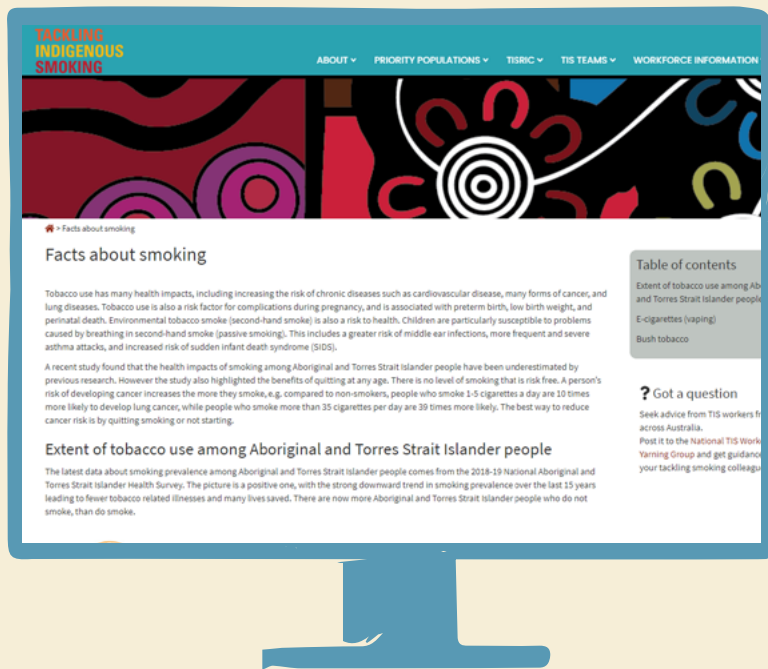 TACKLING
INDIGENOUS
SMOKING
ABOUT
PRIORITY POPULATIONS
TISRIC
TIS TEAMS
WORKFORCE INFORMATION
> Facts about smoking
Facts about smoking
Tobacco use has many health impacts, including increasing the risk of chronic diseases such as cardiovascular disease, many forms of cancer, and
lung diseases. Tobacco use is also a risk factor for complications during pregnancy, and is associated with preterm birth, low birth weight, and
perinatal death. Environmental tobacco smoke (second-hand smoke) is also a risk to health. Children are particularly susceptible to problems
caused by breathing in second-hand smoke (passive smoking). This includes a greater risk of middle ear infections, more frequent and severe
asthma attacks, and increased risk of sudden infant death syndrome (SIDS).
A recent study found that the health impacts of smoking among Aboriginal and Torres Strait Islander people have been underestimated by
previous research. However the study also highlighted the benefits of quitting at any age. There is no level of smoking that is risk free. A person's
risk of developing cancer increases the more they smoke, e.g. compared to non-smokers, people who smoke 1-5 cigarettes a day are 10 times
more likely to develop lung cancer, while people who smoke more than 35 cigarettes per day are 39 times more likely. The best way to reduce
cancer risk is by quitting smoking or not starting.
Extent of tobacco use among Aboriginal and Torres Strait Islander people
The latest data about smoking prevalence among Aboriginal and Torres Strait Islander people comes from the 2018-19 National Aboriginal and
Torres Strait Islander Health Survey. The picture is a positive one, with the strong downward trend in smoking prevalence over the last 15 years
leading to fewer tobacco related illnesses and many lives saved. There are now more Aboriginal and Torres Strait Islander people who do not
smoke, than do smoke.
Table of contents
Extent of tobacco use among Ab
and Torres Strait Islander people
E-cigarettes (vaping)
Bush tobacco
? Got a question
Seek advice from TIS workers fr
across Australia.
Post it to the National TIS Work
Yarning Group and get guidance
your tackling smoking colleagu